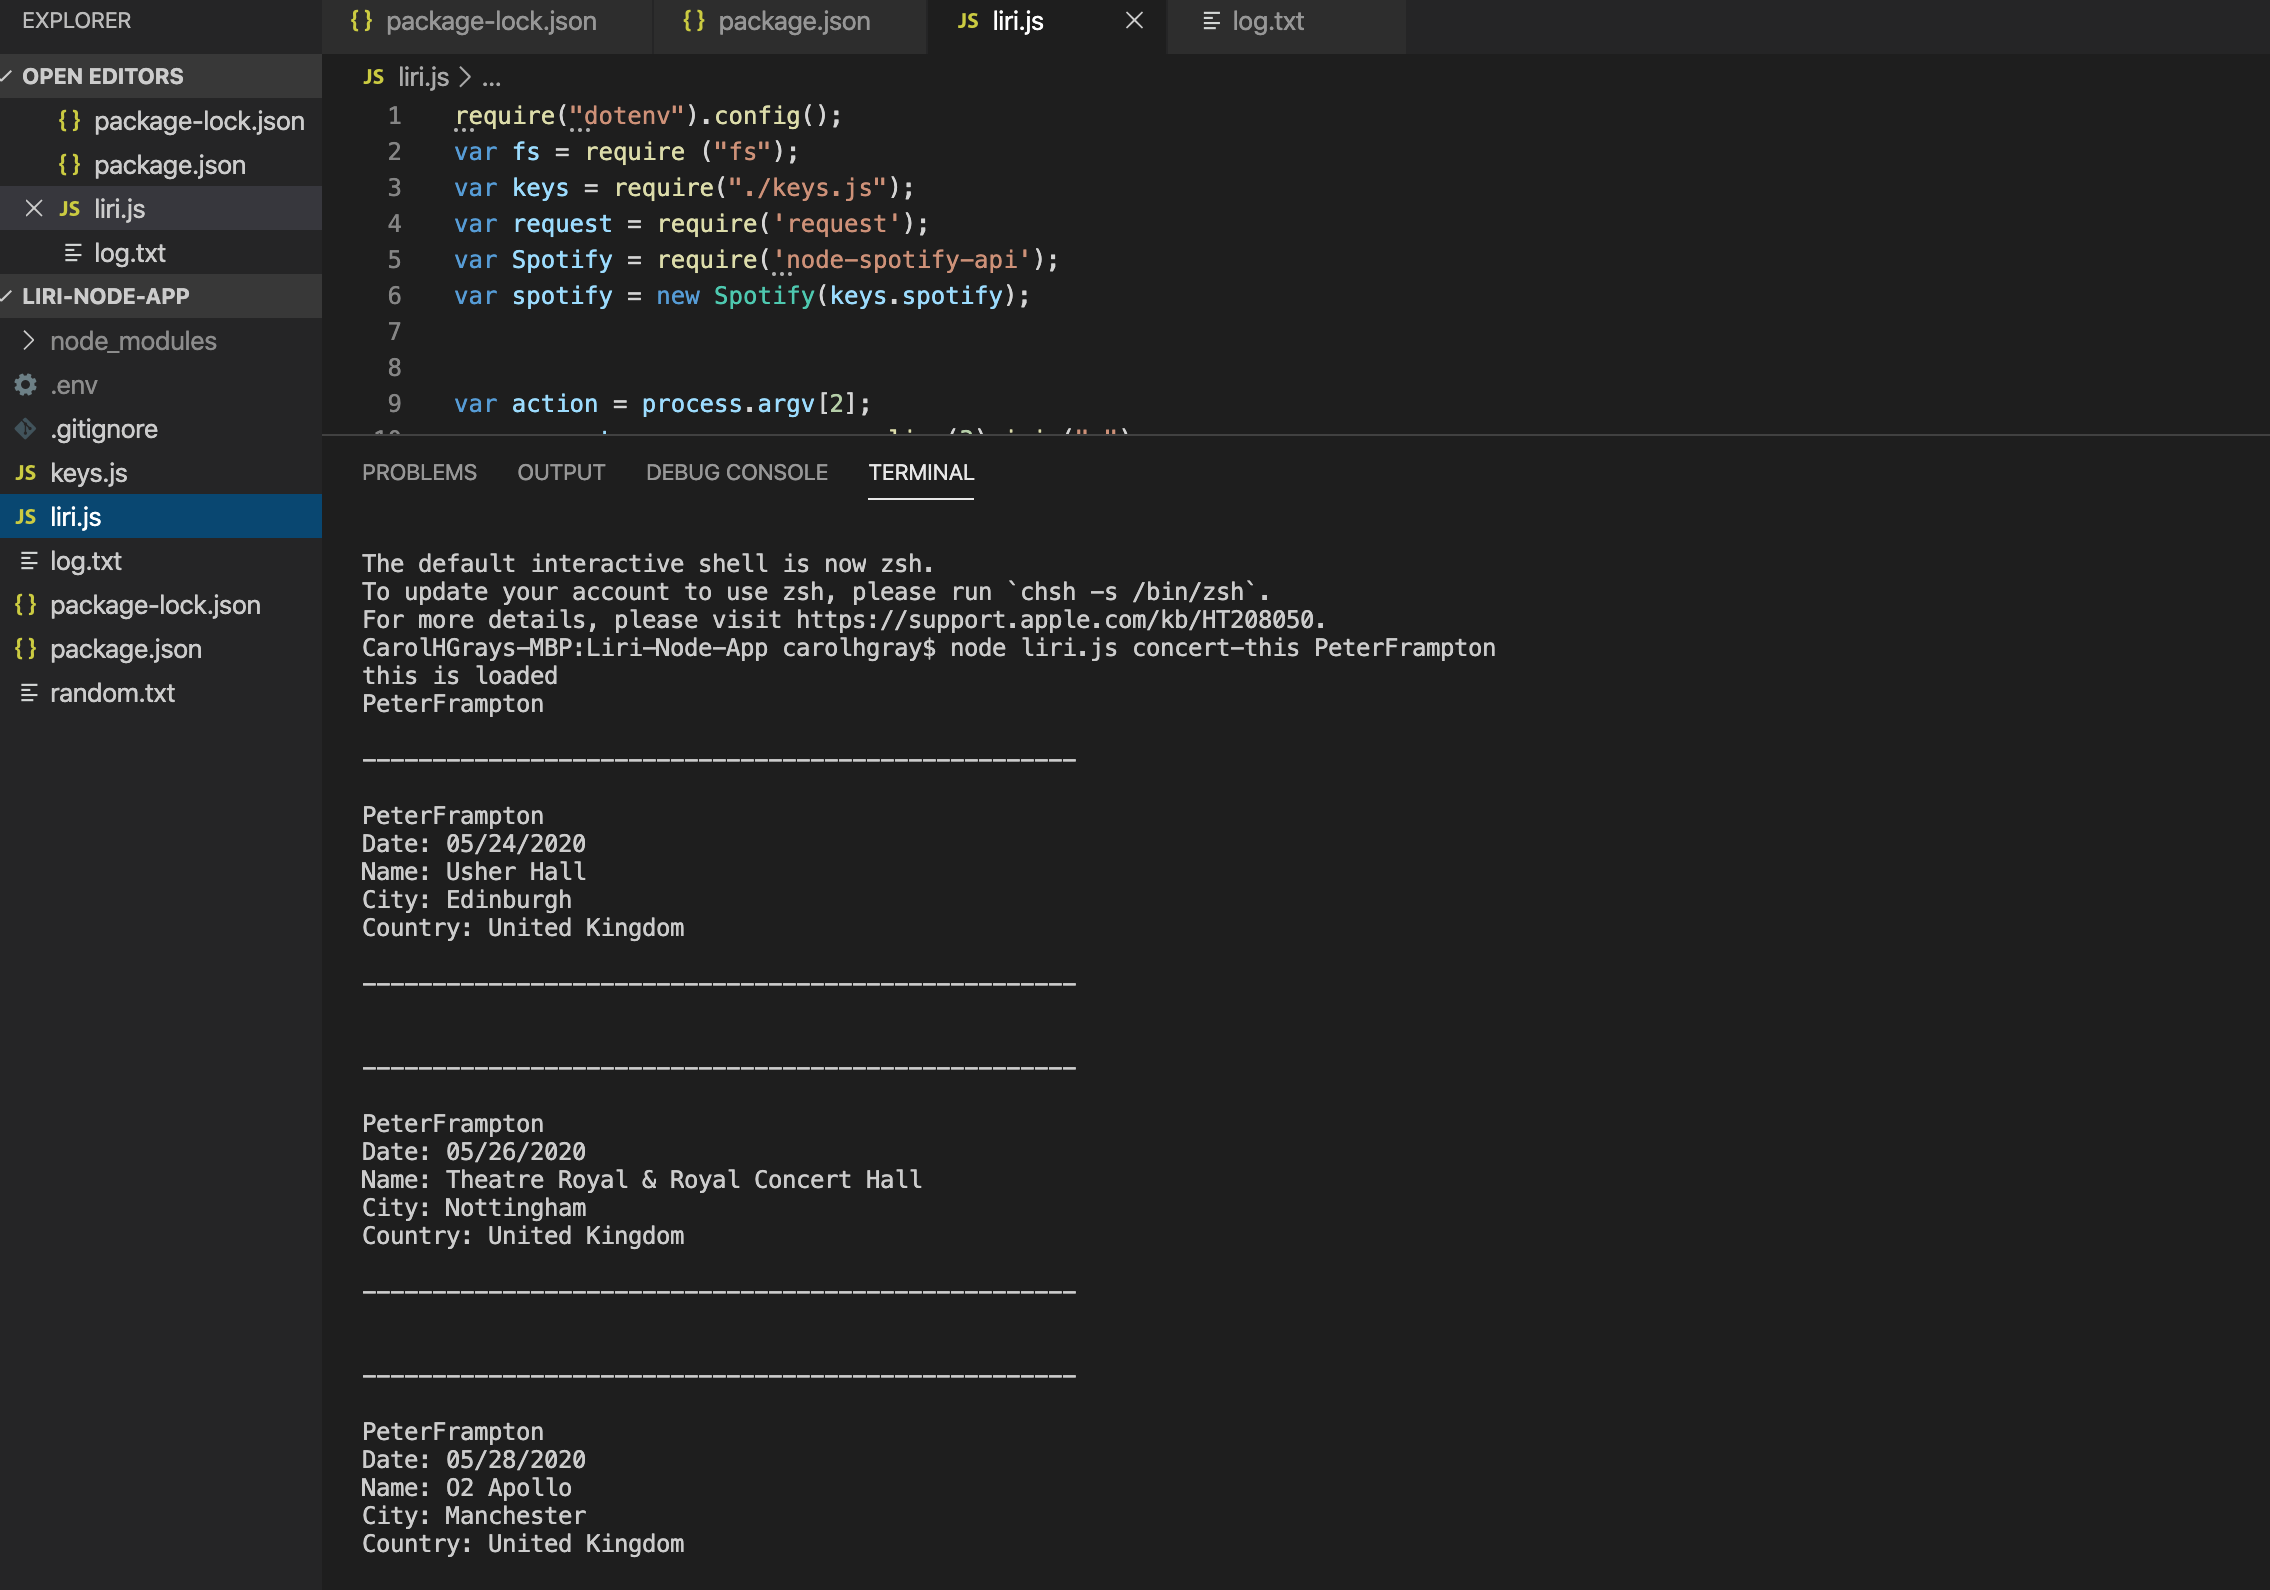 EXPLORER
OPEN EDITORS
{} package-lock.json
{} package.json
JS liri.js
log.txt
LIRI-NODE-APP
node_modules
.env
.gitignore
JS keys.js
JS liri.js
log.txt
{} package-lock.json
{} package.json
random.txt
{} package-lock.json
{} package.json
JS liri.js
log.txt
JS liri.js > ...
1 require("dotenv").config();
2 var fs = require ("fs");
3 var keys = require("./keys.js");
4 var request = require('request');
5 var Spotify = require('node-spotify-api');
6 var spotify = new Spotify(keys.spotify);
7
8
9 var action = process.argv[2];
PROBLEMS OUTPUT DEBUG CONSOLE TERMINAL
The default interactive shell is now zsh.
To update your account to use zsh, please run `chsh -s /bin/zsh`.
For more details, please visit https://support.apple.com/kb/HT208050.
CarolHGrays-MBP:Liri-Node-App carolhgray$ node liri.js concert-this PeterFrampton
this is loaded
PeterFrampton
---------------------------------------------------
PeterFrampton
Date: 05/24/2020
Name: Usher Hall
City: Edinburgh
Country: United Kingdom
---------------------------------------------------
---------------------------------------------------
PeterFrampton
Date: 05/26/2020
Name: Theatre Royal & Royal Concert Hall
City: Nottingham
Country: United Kingdom
---------------------------------------------------
---------------------------------------------------
PeterFrampton
Date: 05/28/2020
Name: O2 Apollo
City: Manchester
Country: United Kingdom